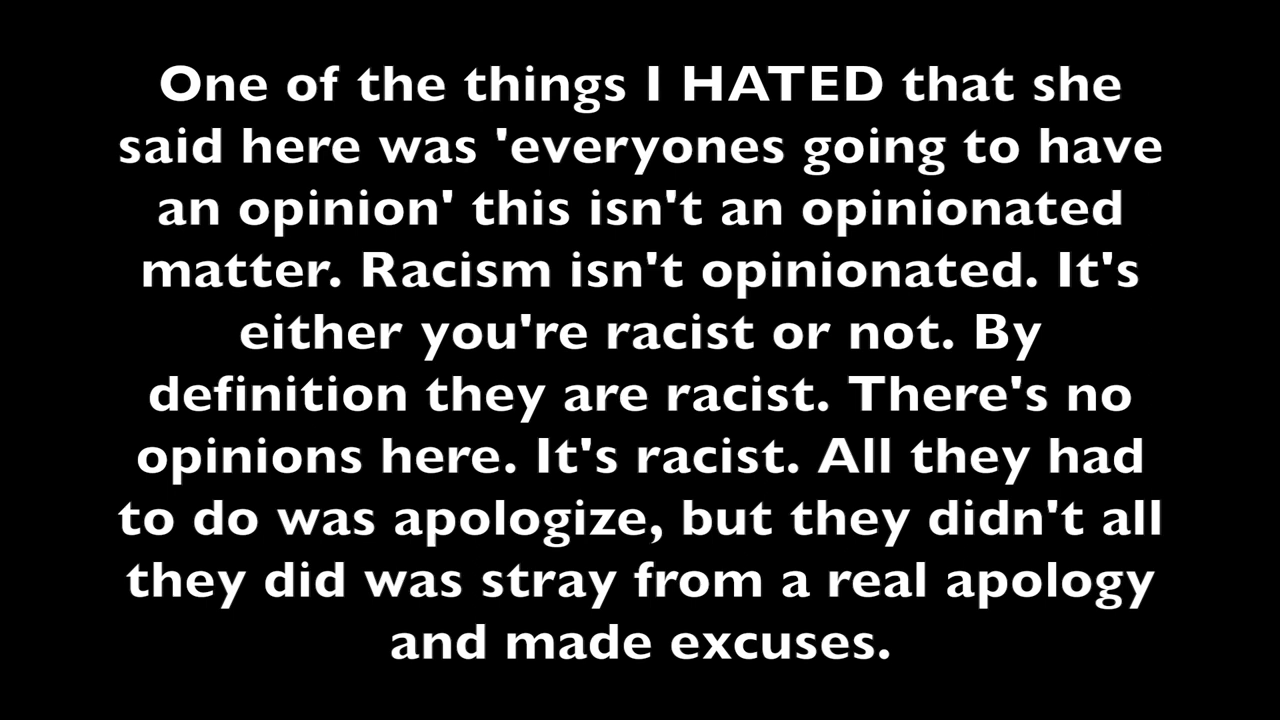 One of the things I HATED that she
said here was 'everyones going to have
an opinion' this isn't an opinionated
matter. Racism isn't opinionated. It's
either you're racist or not. By
definition they are racist. There's no
opinions here. It's racist. All they had
to do was apologize, but they didn't all
they did was stray from a real apology
and made excuses.